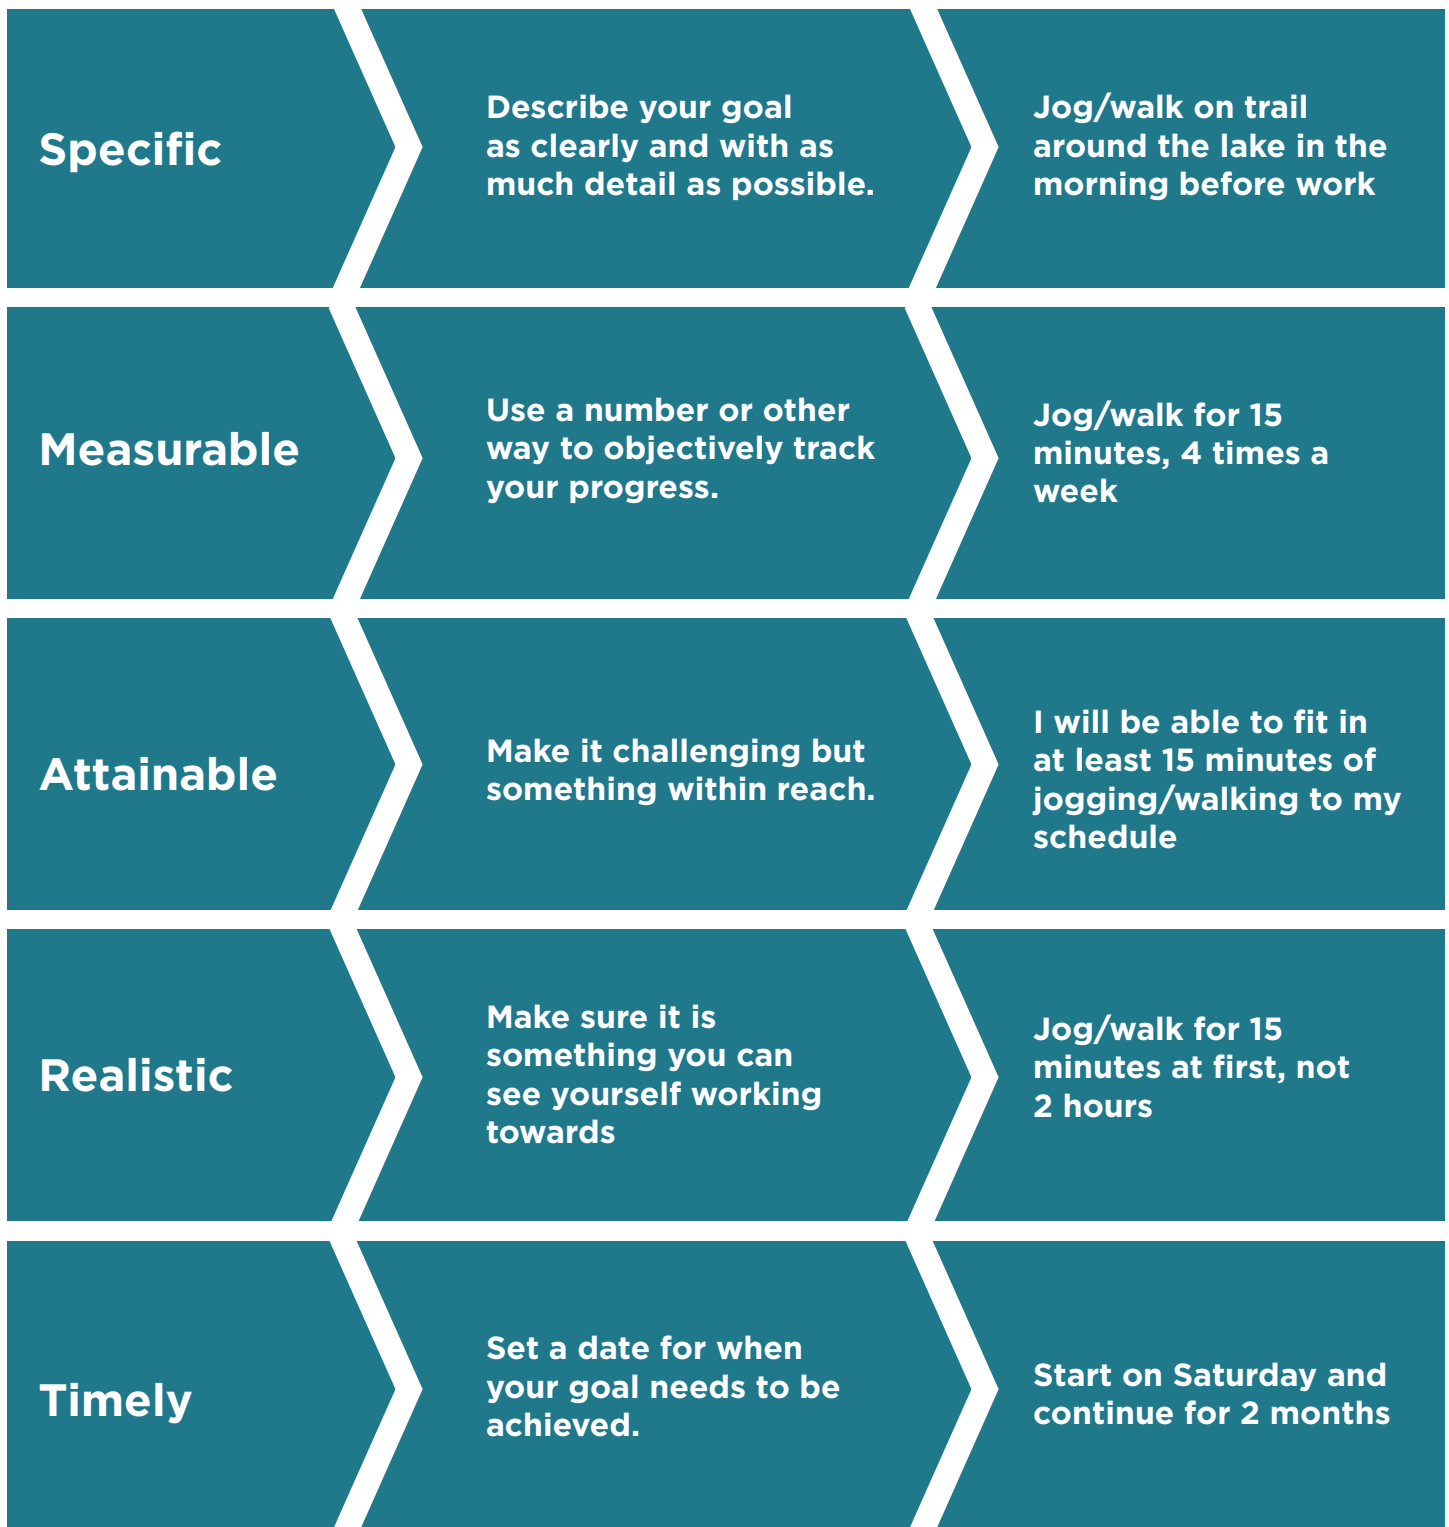 Specific
Describe your goal
as clearly and with as
much detail as possible.
Jog/walk on trail
around the lake in the
morning before work
Measurable
Use a number or other
way to objectively track
your progress.
Jog/walk for 15
minutes, 4 times a
week
Attainable
Make it challenging but
something within reach.
I will be able to fit in
at least 15 minutes of
jogging/walking to my
schedule
Realistic
Make sure it is
something you can
see yourself working
towards
Jog/walk for 15
minutes at first, not
2 hours
Timely
Set a date for when
your goal needs to be
achieved.
Start on Saturday and
continue for 2 months